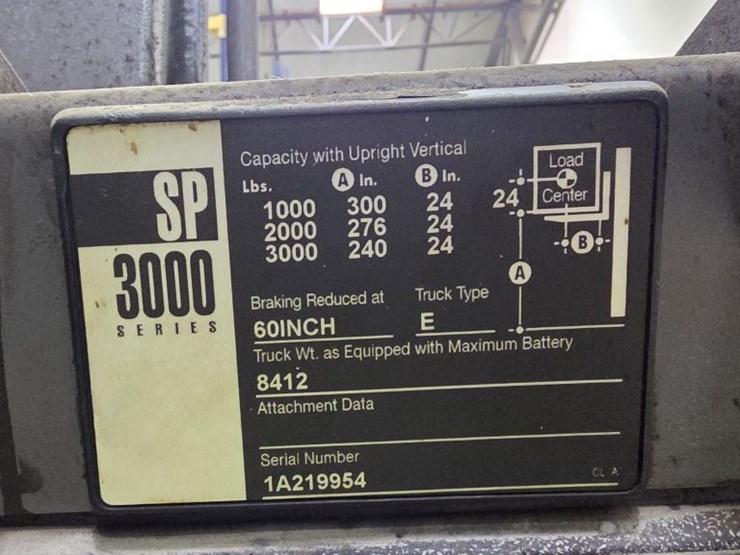 SP
3000
SERIES
Capacity with Upright Vertical
Lbs. A In. B In.
1000 300 24
2000 276 24
3000 240 24
Load
Center
24
B
A
Braking Reduced at Truck Type
60INCH E
Truck Wt. as Equipped with Maximum Battery
8412
Attachment Data
Serial Number
1A219954